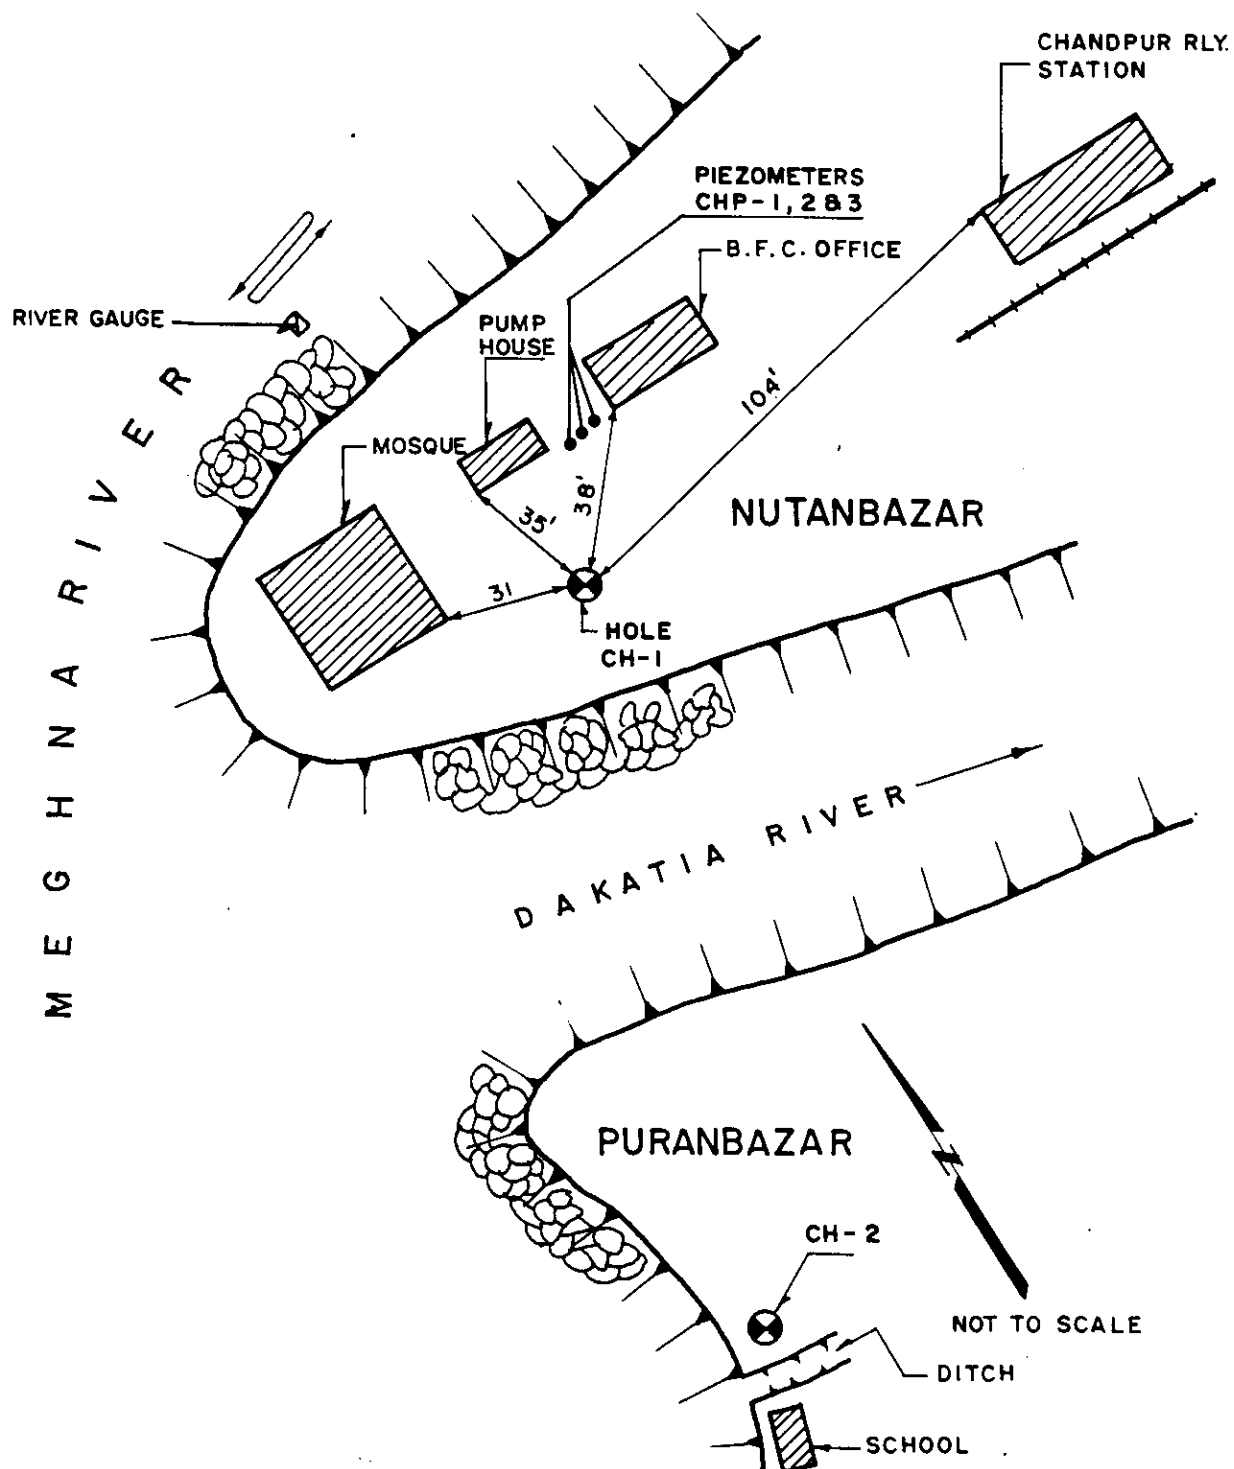 CHANDPUR RLY.
STATION
PIEZOMETERS
CHP-1, 2 & 3
B.F.C. OFFICE
RIVER GAUGE
PUMP
HOUSE
104'
MOSQUE
38'
35'
NUTANBAZAR
31
HOLE
CH-1
MEGHNA RIVER
DAKATIA RIVER
PURANBAZAR
CH-2
NOT TO SCALE
DITCH
SCHOOL